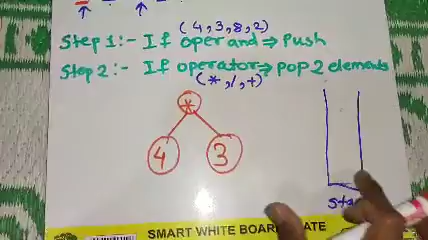 (4,3,8,2)
Step 1:- If operand ⇒ Push
Step 2:- If operator ⇒ pop 2 elements
(*,/,+)
*
4 3
SMART WHITE BOARD